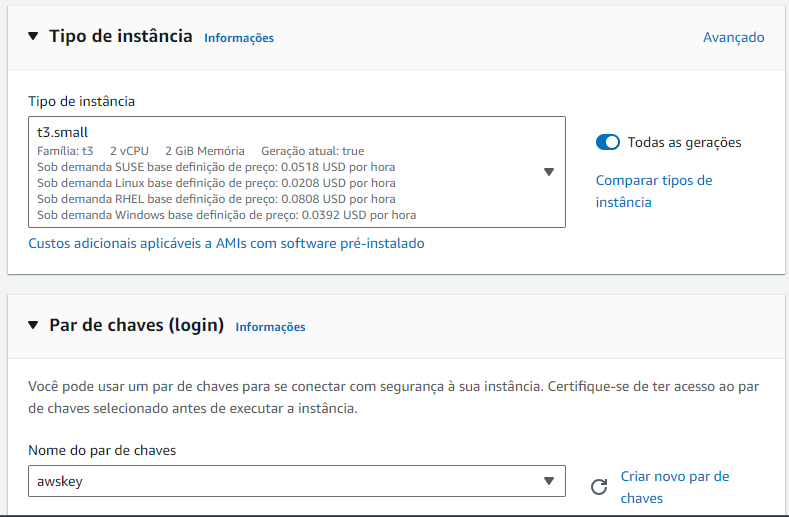 Tipo de instância Informações Avançado
Tipo de instância
t3.small
Família: t3 2 vCPU 2 GiB Memória Geração atual: true
Sob demanda SUSE base definição de preço: 0.0518 USD por hora
Sob demanda Linux base definição de preço: 0.0208 USD por hora
Sob demanda RHEL base definição de preço: 0.0808 USD por hora
Sob demanda Windows base definição de preço: 0.0392 USD por hora
Todas as gerações
Comparar tipos de
instância
Custos adicionais aplicáveis a AMIs com software pré-instalado
Par de chaves (login) Informações
Você pode usar um par de chaves para se conectar com segurança à sua instância. Certifique-se de ter acesso ao par
de chaves selecionado antes de executar a instância.
Nome do par de chaves
awskey
Criar novo par de
chaves